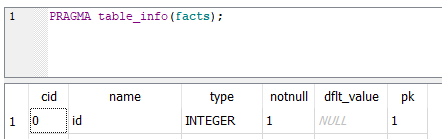 1 PRAGMA table_info(facts);
cid name type notnull dflt_value pk
1 0 id INTEGER 1 NULL 1